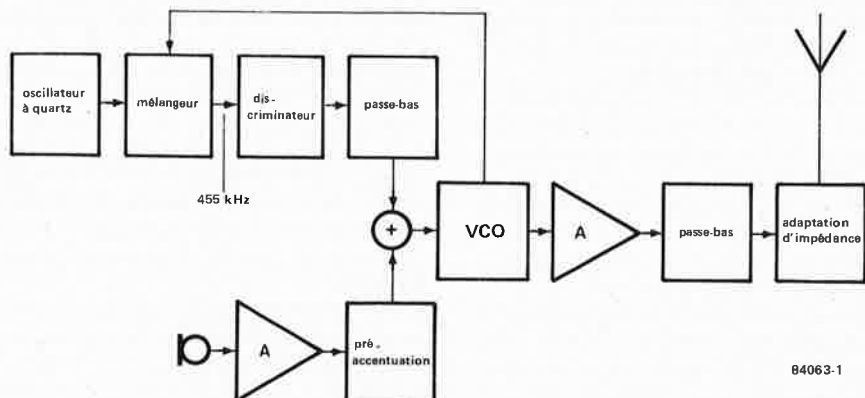 oscillateur
à quartz
mélangeur
dis-
criminateur
passe-bas
455 kHz
+
VCO
A
passe-bas
adaptation
d'impédance
A
pré-
accentuation
84063-1